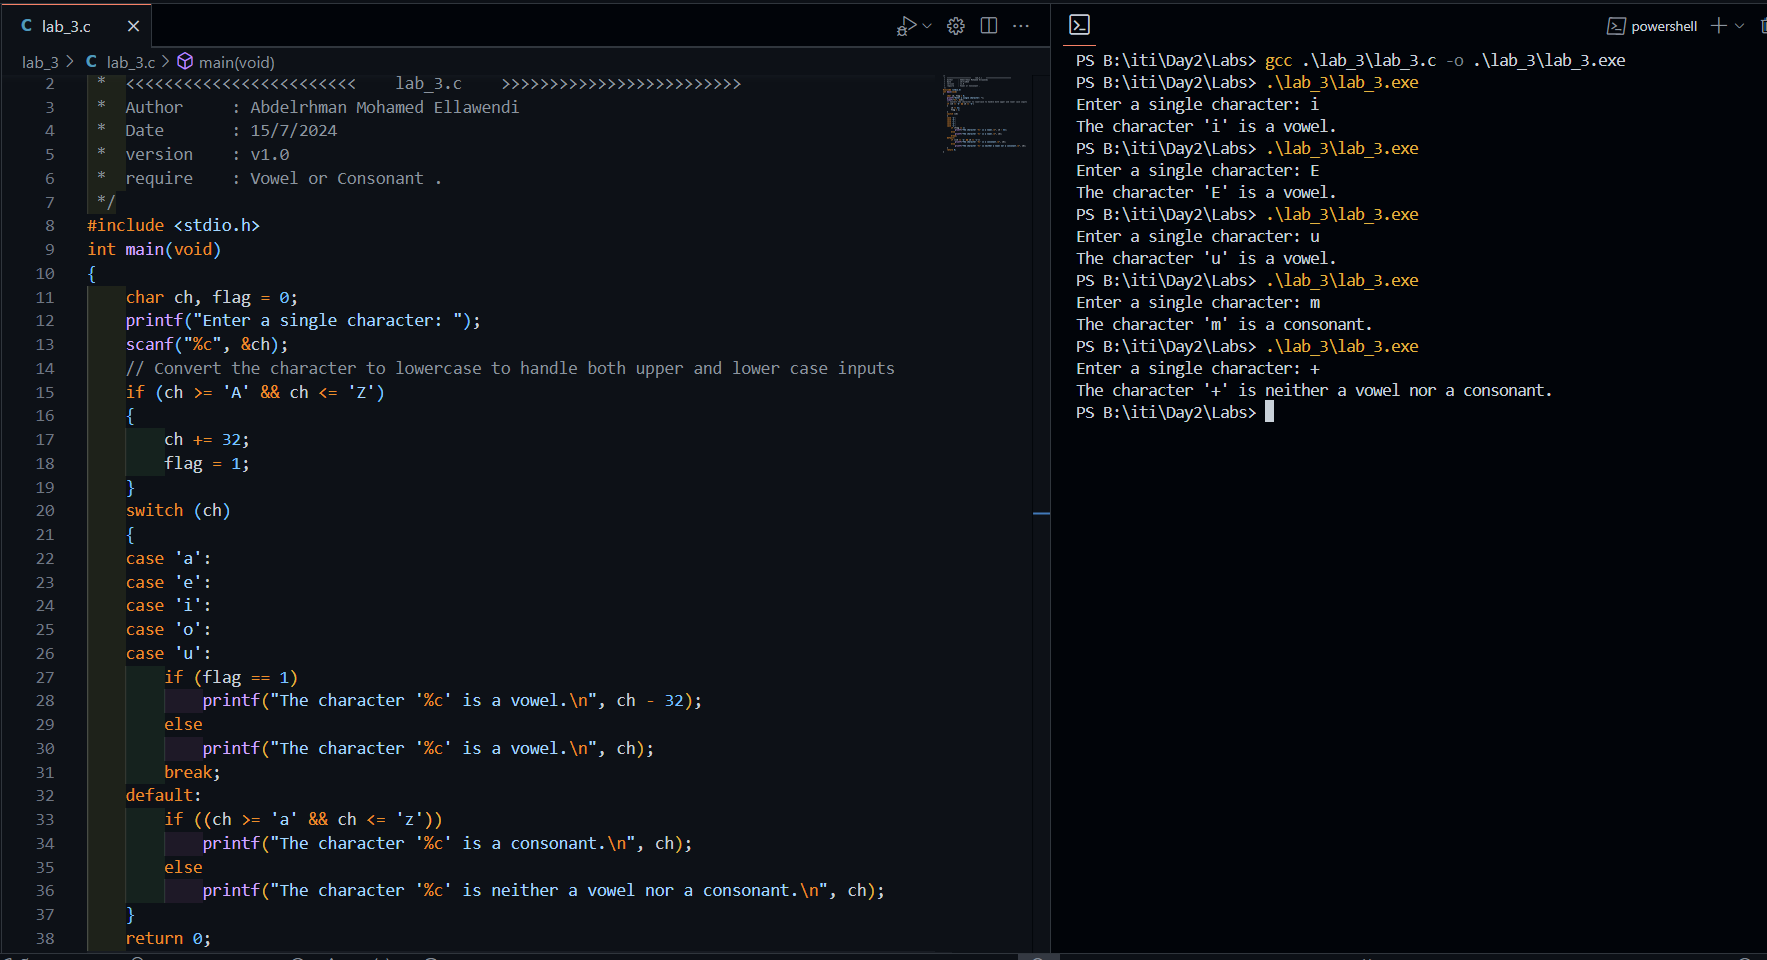 lab_3.c
lab_3 > C lab_3.c > main(void)
2 * <<<<<<<<<<<<<<<<<<<<<<<< lab_3.c >>>>>>>>>>>>>>>>>>>>>>>>>
3 * Author : Abdelrhman Mohamed Ellawendi
4 * Date : 15/7/2024
5 * version : v1.0
6 * require : Vowel or Consonant .
7 */
8 #include <stdio.h>
9 int main(void)
10 {
11 char ch, flag = 0;
12 printf("Enter a single character: ");
13 scanf("%c", &ch);
14 // Convert the character to lowercase to handle both upper and lower case inputs
15 if (ch >= 'A' && ch <= 'Z')
16 {
17 ch += 32;
18 flag = 1;
19 }
20 switch (ch)
21 {
22 case 'a':
23 case 'e':
24 case 'i':
25 case 'o':
26 case 'u':
27 if (flag == 1)
28 printf("The character '%c' is a vowel.\n", ch - 32);
29 else
30 printf("The character '%c' is a vowel.\n", ch);
31 break;
32 default:
33 if ((ch >= 'a' && ch <= 'z'))
34 printf("The character '%c' is a consonant.\n", ch);
35 else
36 printf("The character '%c' is neither a vowel nor a consonant.\n", ch);
37 }
38 return 0;
powershell
PS B:\iti\Day2\Labs> gcc .\lab_3\lab_3.c -o .\lab_3\lab_3.exe
PS B:\iti\Day2\Labs> .\lab_3\lab_3.exe
Enter a single character: i
The character 'i' is a vowel.
PS B:\iti\Day2\Labs> .\lab_3\lab_3.exe
Enter a single character: E
The character 'E' is a vowel.
PS B:\iti\Day2\Labs> .\lab_3\lab_3.exe
Enter a single character: u
The character 'u' is a vowel.
PS B:\iti\Day2\Labs> .\lab_3\lab_3.exe
Enter a single character: m
The character 'm' is a consonant.
PS B:\iti\Day2\Labs> .\lab_3\lab_3.exe
Enter a single character: +
The character '+' is neither a vowel nor a consonant.
PS B:\iti\Day2\Labs>